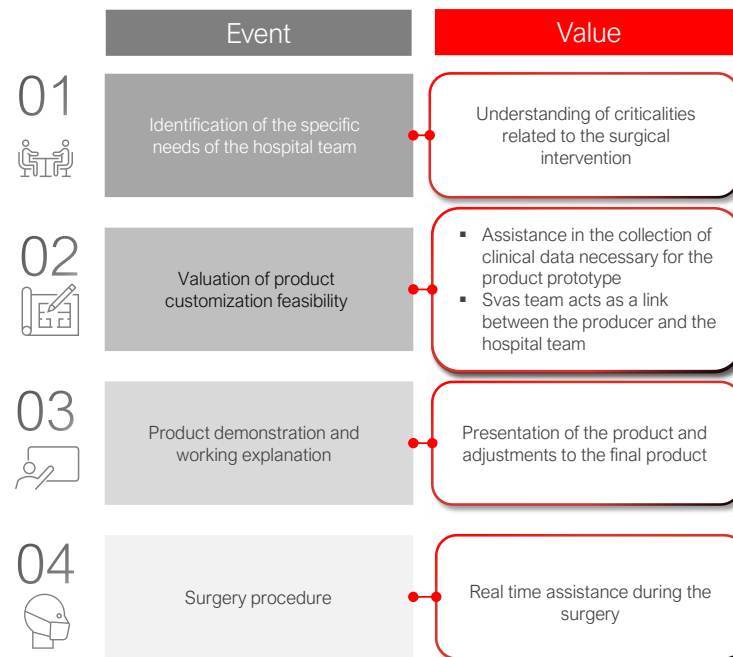 Event
Value
01
Identification of the specific
needs of the hospital team
Understanding of criticalities
related to the surgical
intervention
02
Valuation of product
customization feasibility
▪ Assistance in the collection of
clinical data necessary for the
product prototype
▪ Svas team acts as a link
between the producer and the
hospital team
03
Product demonstration and
working explanation
Presentation of the product and
adjustments to the final product
04
Surgery procedure
Real time assistance during the
surgery